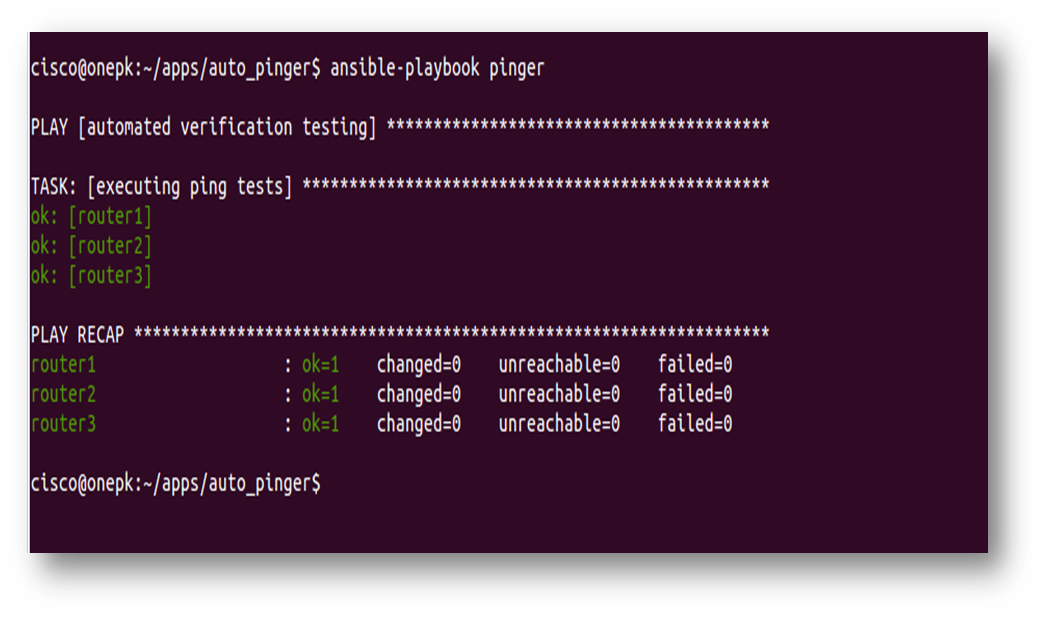 cisco@onepk:~/apps/auto_pinger$ ansible-playbook pinger
PLAY [automated verification testing] *****************************************
TASK: [executing ping tests] **************************************************
ok: [router1]
ok: [router2]
ok: [router3]
PLAY RECAP ********************************************************************
router1 : ok=1 changed=0 unreachable=0 failed=0
router2 : ok=1 changed=0 unreachable=0 failed=0
router3 : ok=1 changed=0 unreachable=0 failed=0
cisco@onepk:~/apps/auto_pinger$